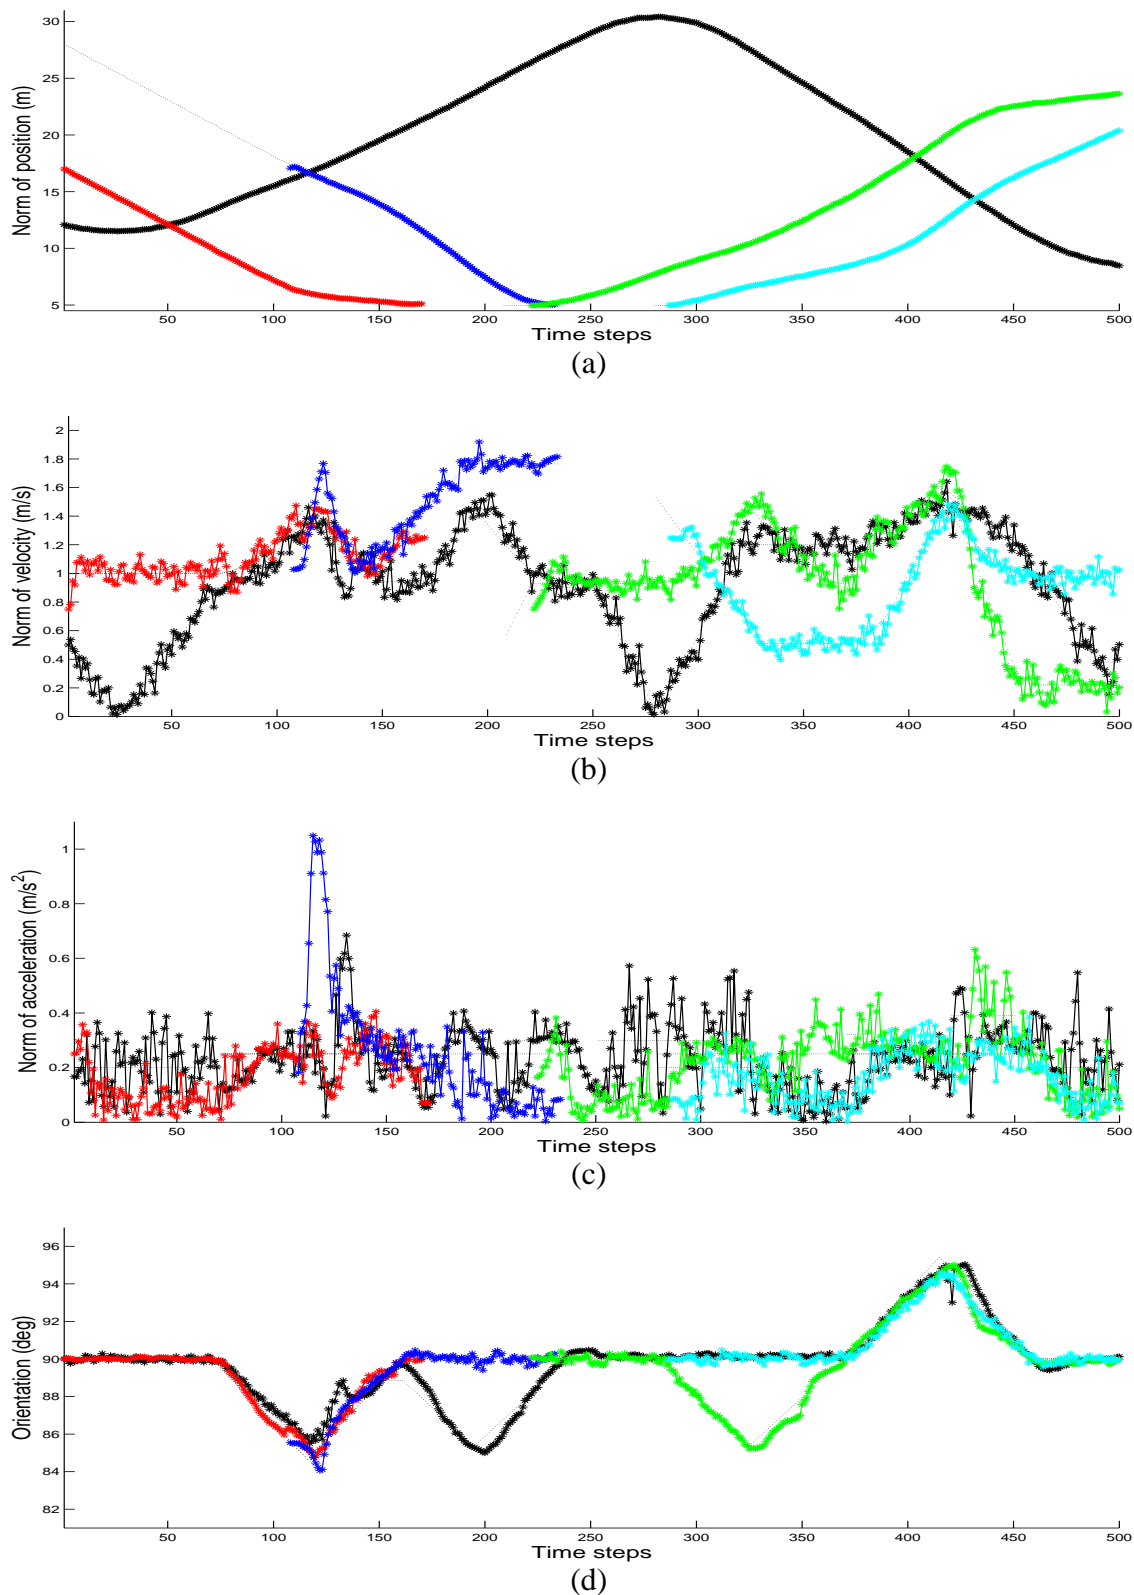 30
25
20
15
10
5
Norm of position (m)
50 100 150 200 250 300 350 400 450 500
Time steps
(a)
2
1.8
1.6
1.4
1.2
1
0.8
0.6
0.4
0.2
0
Norm of velocity (m/s)
50 100 150 200 250 300 350 400 450 500
Time steps
(b)
1
0.8
0.6
0.4
0.2
0
Norm of acceleration (m/s²)
50 100 150 200 250 300 350 400 450 500
Time steps
(c)
96
94
92
90
88
86
84
82
Orientation (deg)
50 100 150 200 250 300 350 400 450 500
Time steps
(d)